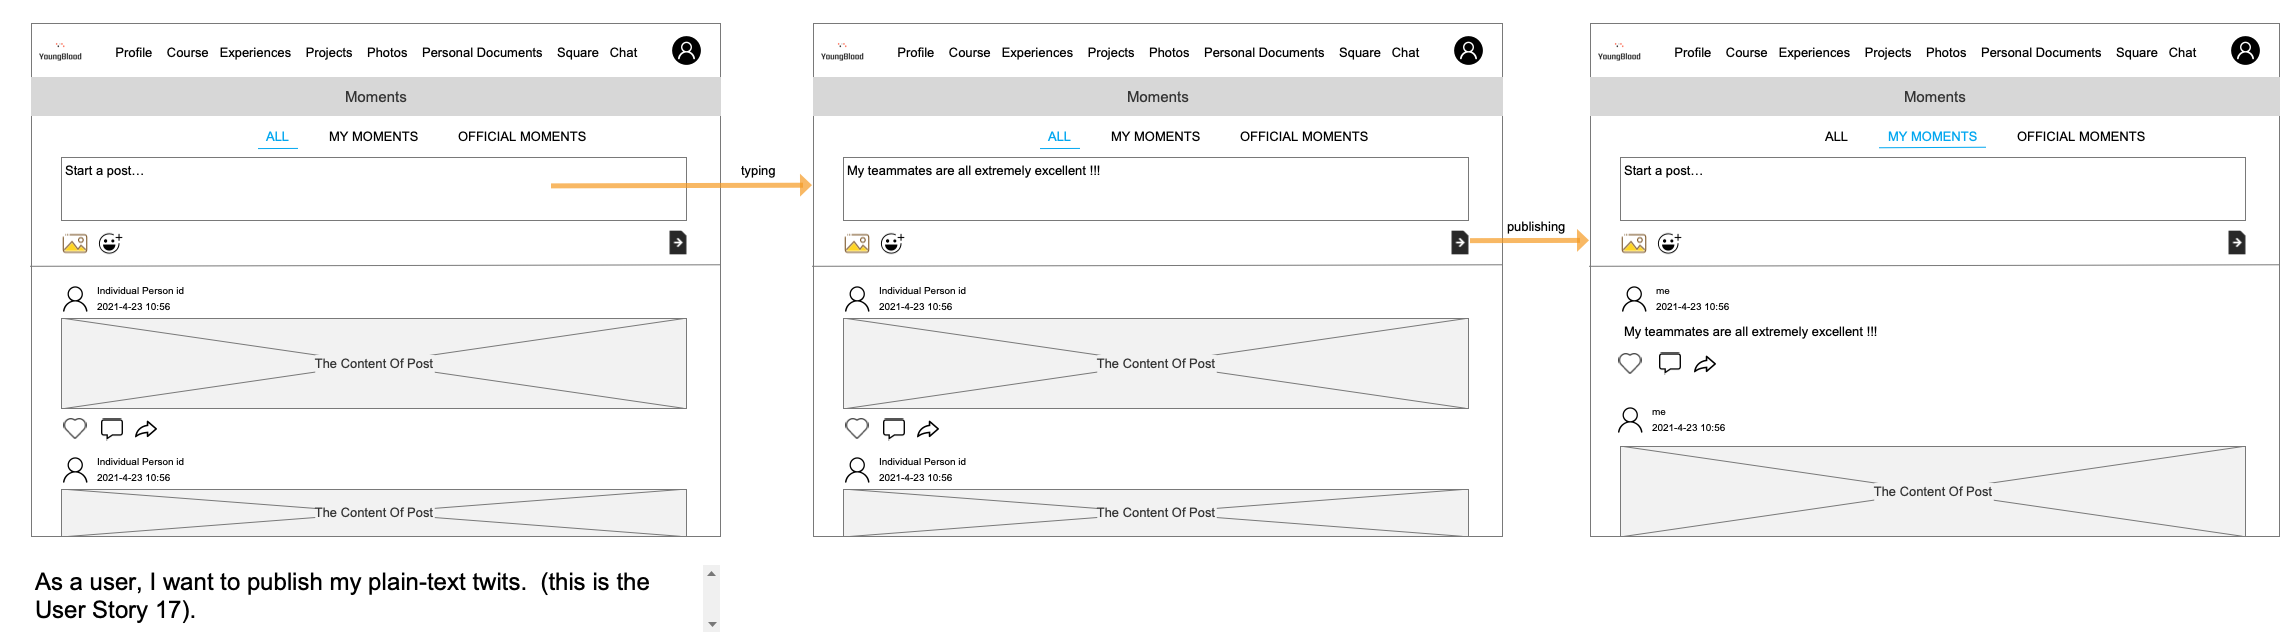 YoungBlood Profile Course Experiences Projects Photos Personal Documents Square Chat
Moments
ALL MY MOMENTS OFFICIAL MOMENTS
Start a post...
Individual Person id
2021-4-23 10:56
The Content Of Post
Individual Person id
2021-4-23 10:56
The Content Of Post
typing
YoungBlood Profile Course Experiences Projects Photos Personal Documents Square Chat
Moments
ALL MY MOMENTS OFFICIAL MOMENTS
My teammates are all extremely excellent !!!
Individual Person id
2021-4-23 10:56
The Content Of Post
Individual Person id
2021-4-23 10:56
The Content Of Post
publishing
YoungBlood Profile Course Experiences Projects Photos Personal Documents Square Chat
Moments
ALL MY MOMENTS OFFICIAL MOMENTS
Start a post...
me
2021-4-23 10:56
My teammates are all extremely excellent !!!
me
2021-4-23 10:56
The Content Of Post
As a user, I want to publish my plain-text twits. (this is the
User Story 17).